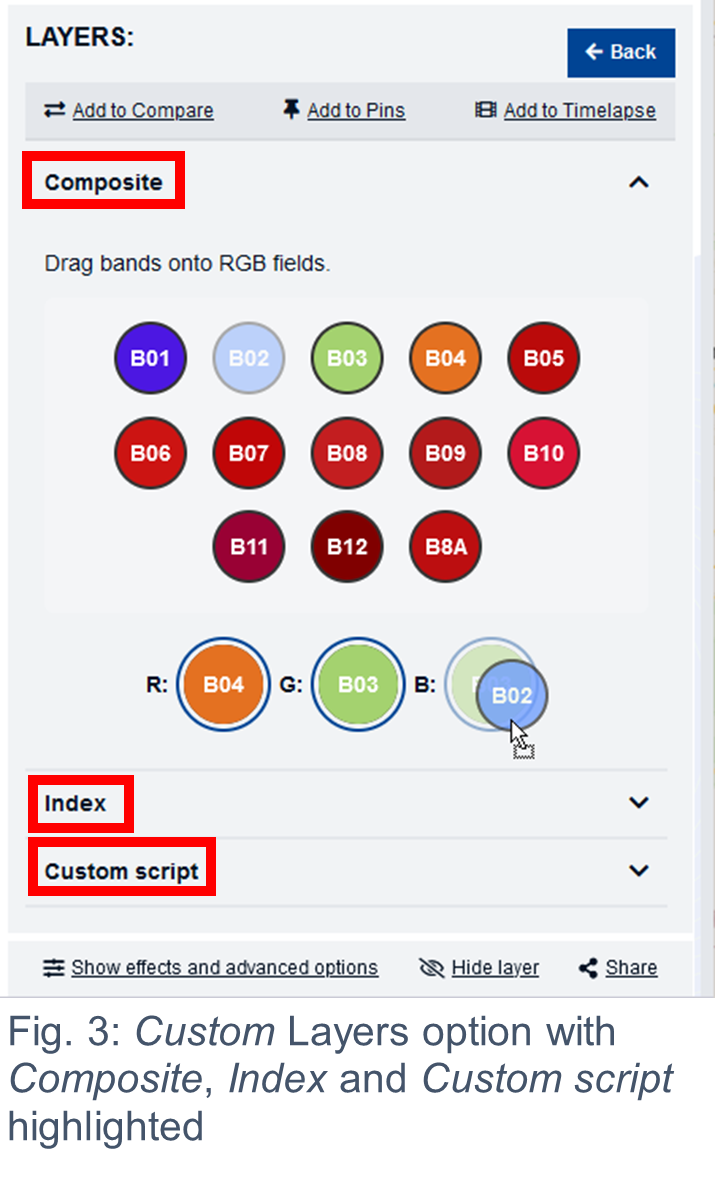 LAYERS:
Back
Add to Compare Add to Pins Add to Timelapse
Composite
Drag bands onto RGB fields.
B01 B02 B03 B04 B05
B06 B07 B08 B09 B10
B11 B12 B8A
R: B04 G: B03 B: B02
Index
Custom script
Show effects and advanced options Hide layer Share
Fig. 3: Custom Layers option with
Composite, Index and Custom script
highlighted